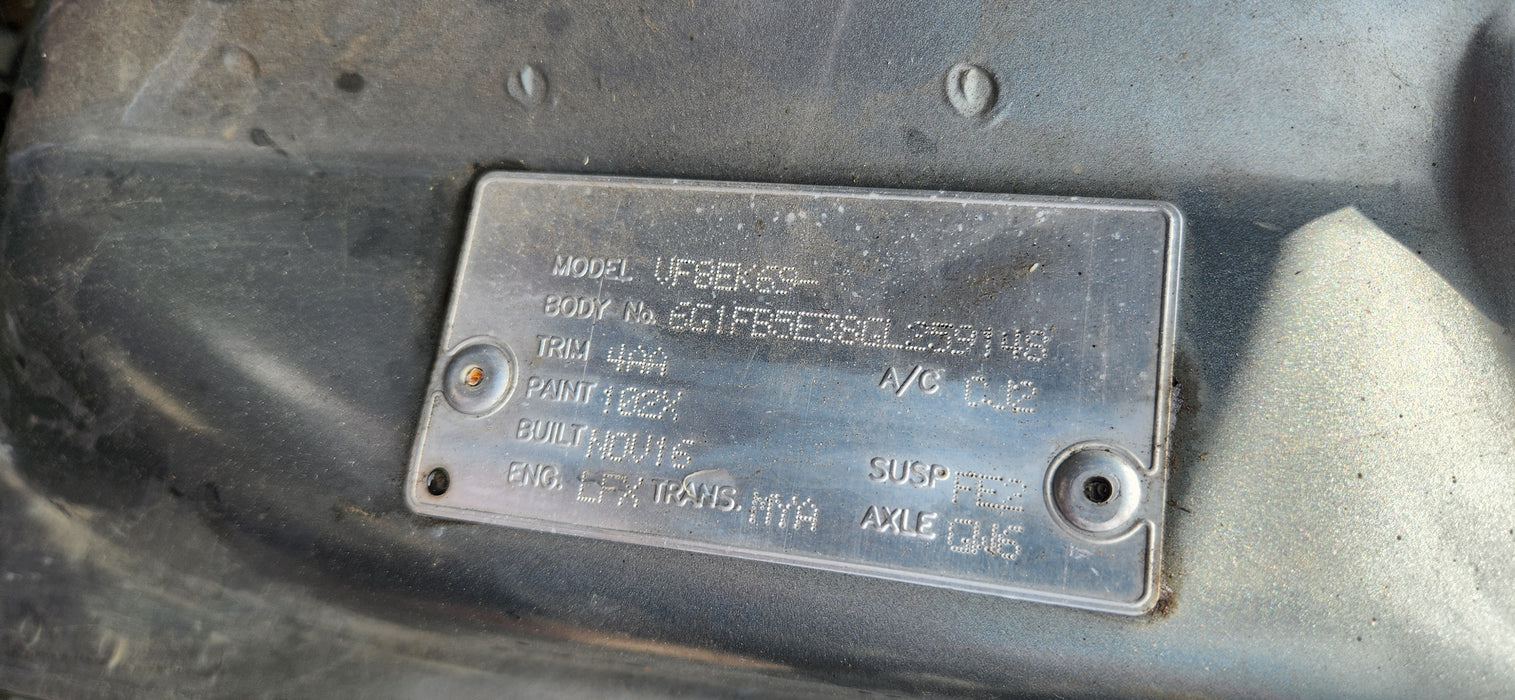 MODEL VF8EK69-
BODY No. 6G1FB5E38GL259148
TRIM 4AA
A/C CJ2
PAINT 102X
BUILT NOV16
SUSP FE2
ENG. LFX TRANS. MYA
AXLE GW6